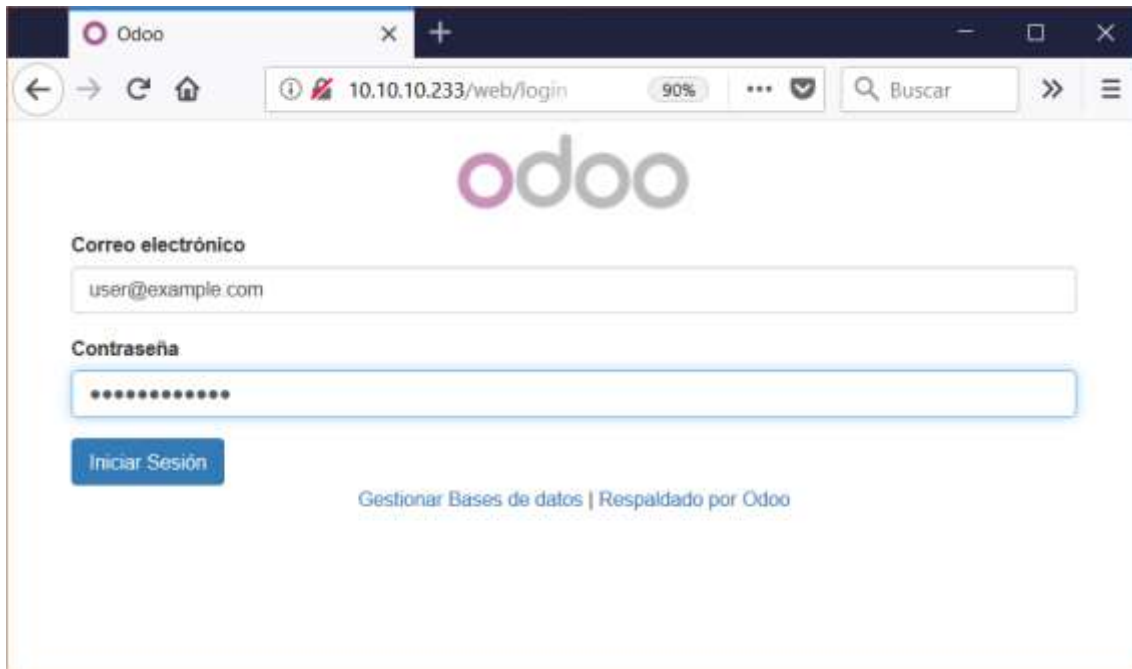 Odoo
10.10.10.233/web/login 90% Buscar
odoo
Correo electrónico
user@example.com
Contraseña
••••••••••••
Iniciar Sesión
Gestionar Bases de datos | Respaldado por Odoo